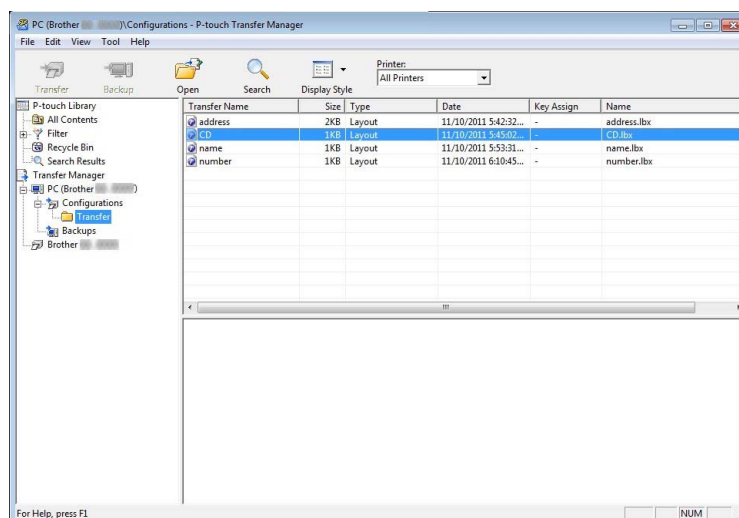 PC (Brother )\Configurations - P-touch Transfer Manager
File Edit View Tool Help
Transfer Backup Open Search Display Style Printer: All Printers
P-touch Library
All Contents
Filter
Recycle Bin
Search Results
Transfer Manager
PC (Brother )
Configurations
Transfer
Backups
Brother
Transfer Name Size Type Date Key Assign Name
address 2KB Layout 11/10/2011 5:42:32... - address.lbx
CD 1KB Layout 11/10/2011 5:45:02... - CD.lbx
name 1KB Layout 11/10/2011 5:53:31... - name.lbx
number 1KB Layout 11/10/2011 6:10:45... - number.lbx
For Help, press F1 NUM